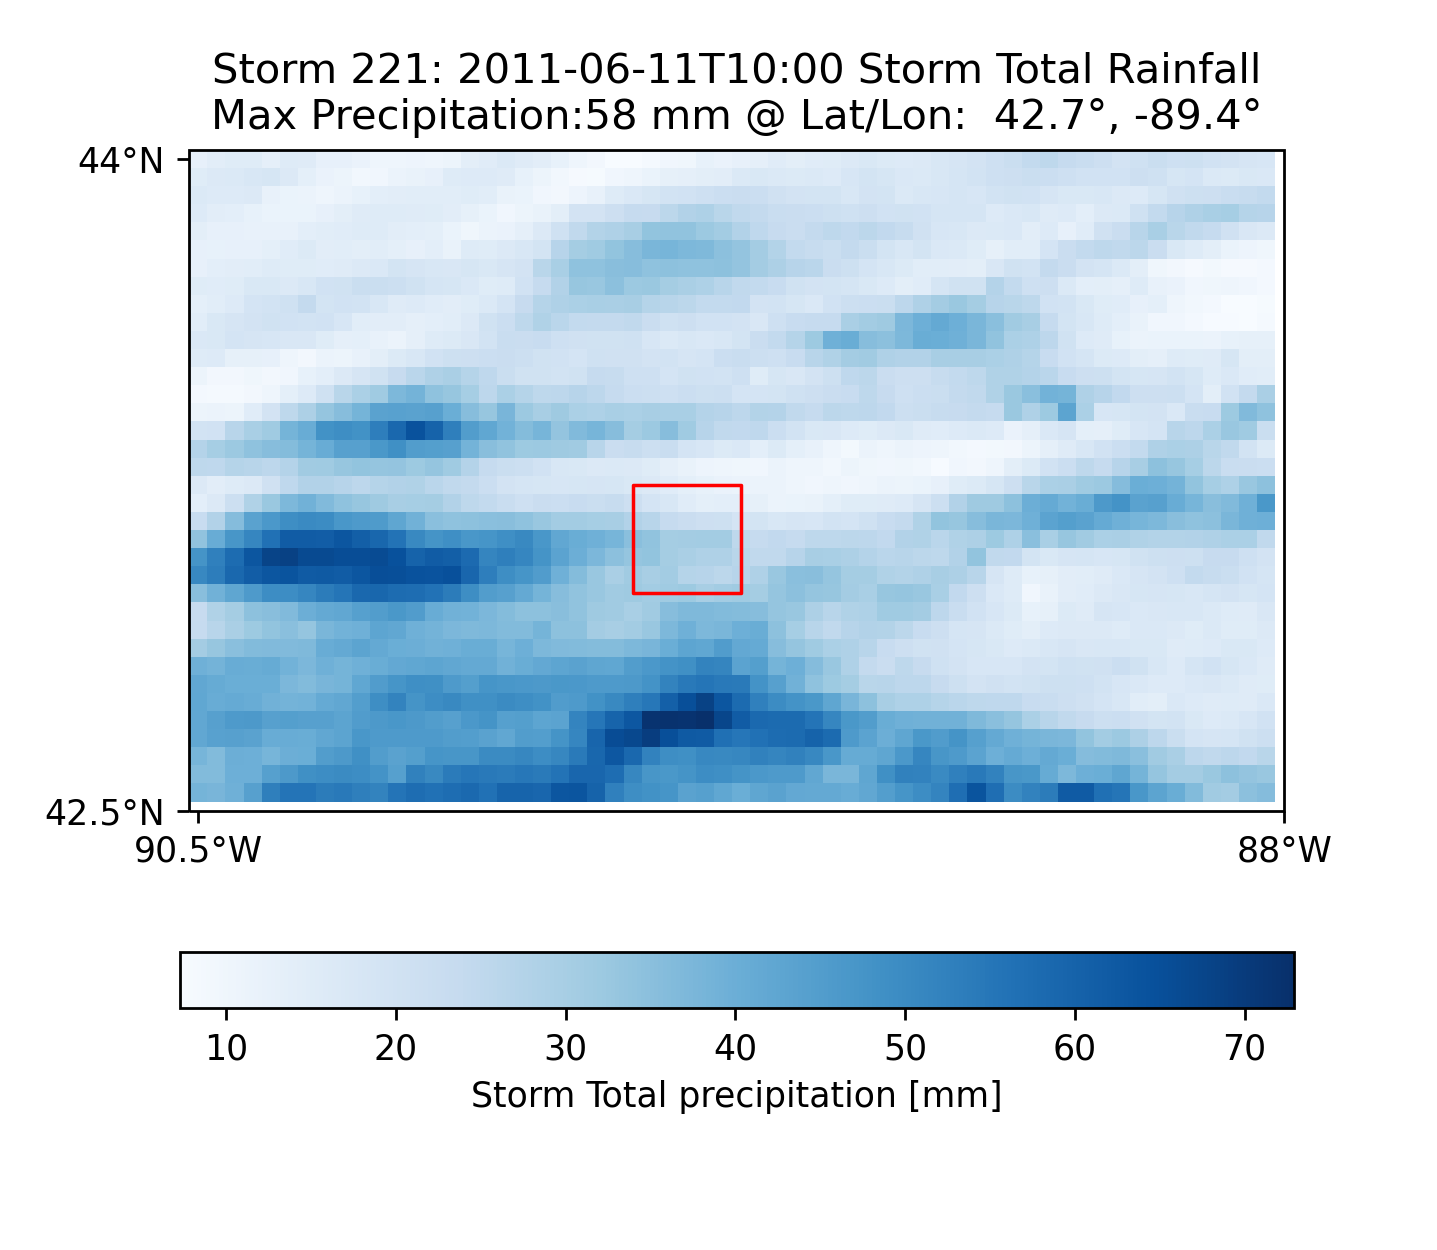 Storm 221: 2011-06-11T10:00 Storm Total Rainfall
Max Precipitation:58 mm @ Lat/Lon:  42.7°, -89.4°
44°N
42.5°N
90.5°W 88°W
10 20 30 40 50 60 70
Storm Total precipitation [mm]